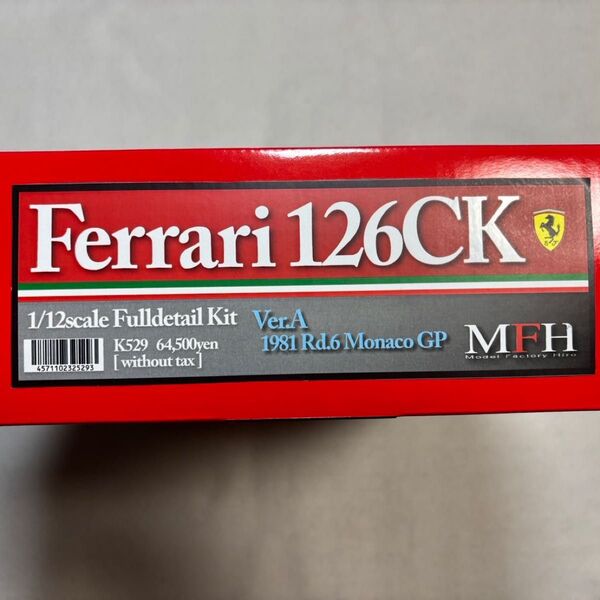 Ferrari 126CK
1/12scale Fulldetail Kit
4571102325293
K529 64,500yen
[ without tax ]
Ver.A
1981 Rd.6 Monaco GP
MFH
Model Factory Hiro